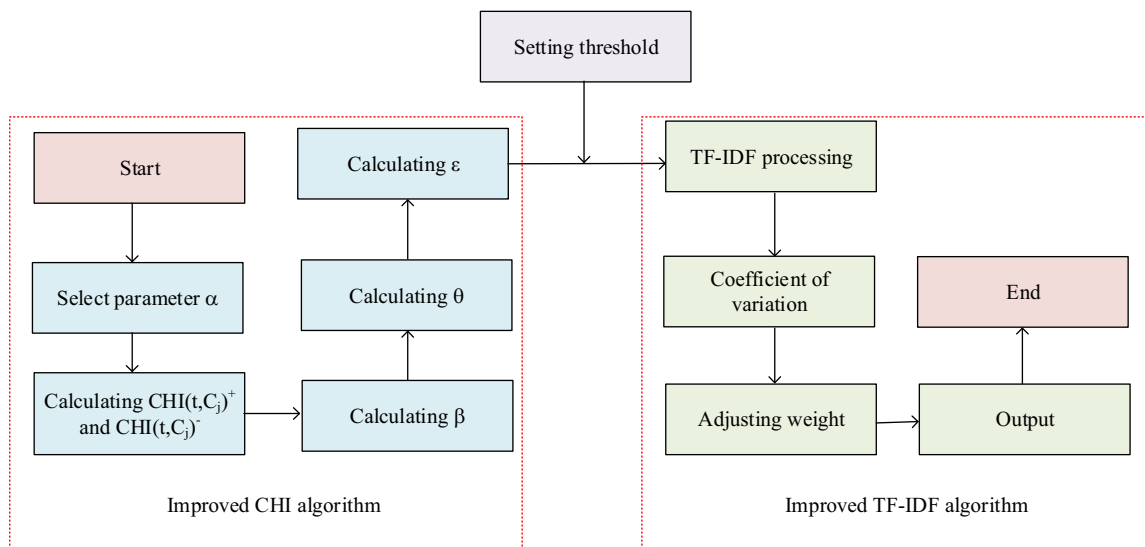 Setting threshold
Start
Select parameter α
Calculating CHI(t,Cj)+
and CHI(t,Cj)-
Calculating ε
Calculating θ
Calculating β
Improved CHI algorithm
TF-IDF processing
Coefficient of
variation
Adjusting weight
Output
End
Improved TF-IDF algorithm